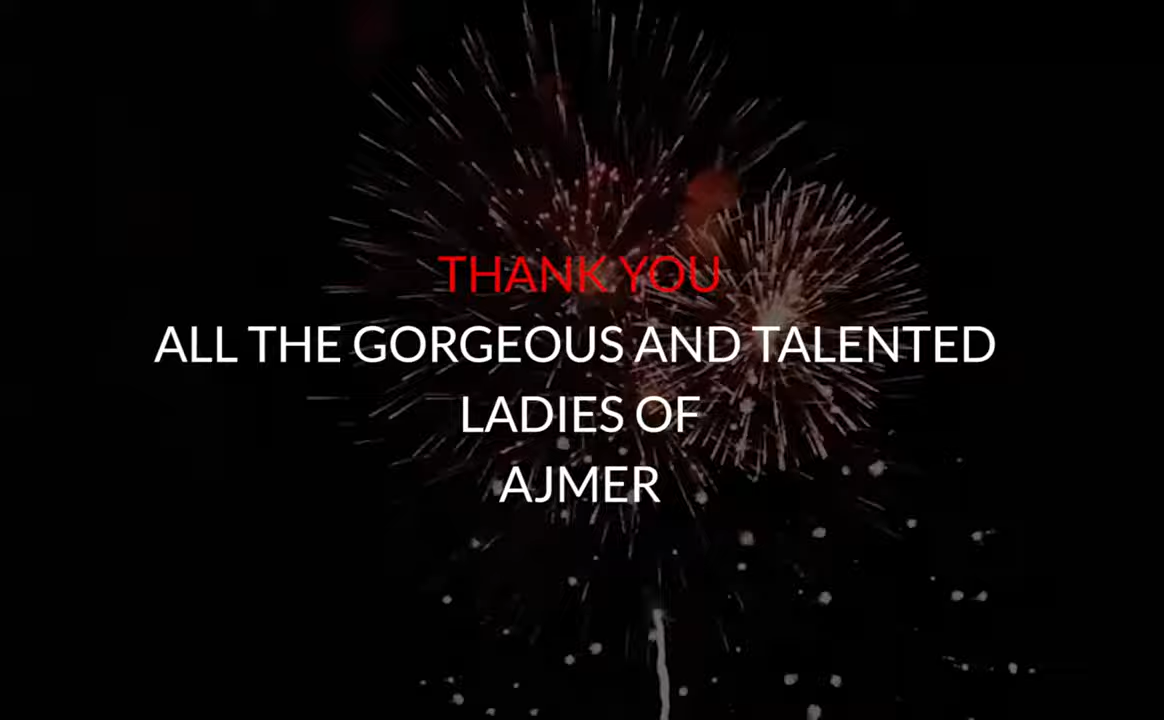 THANK YOU
ALL THE GORGEOUS AND TALENTED
LADIES OF
AJMER